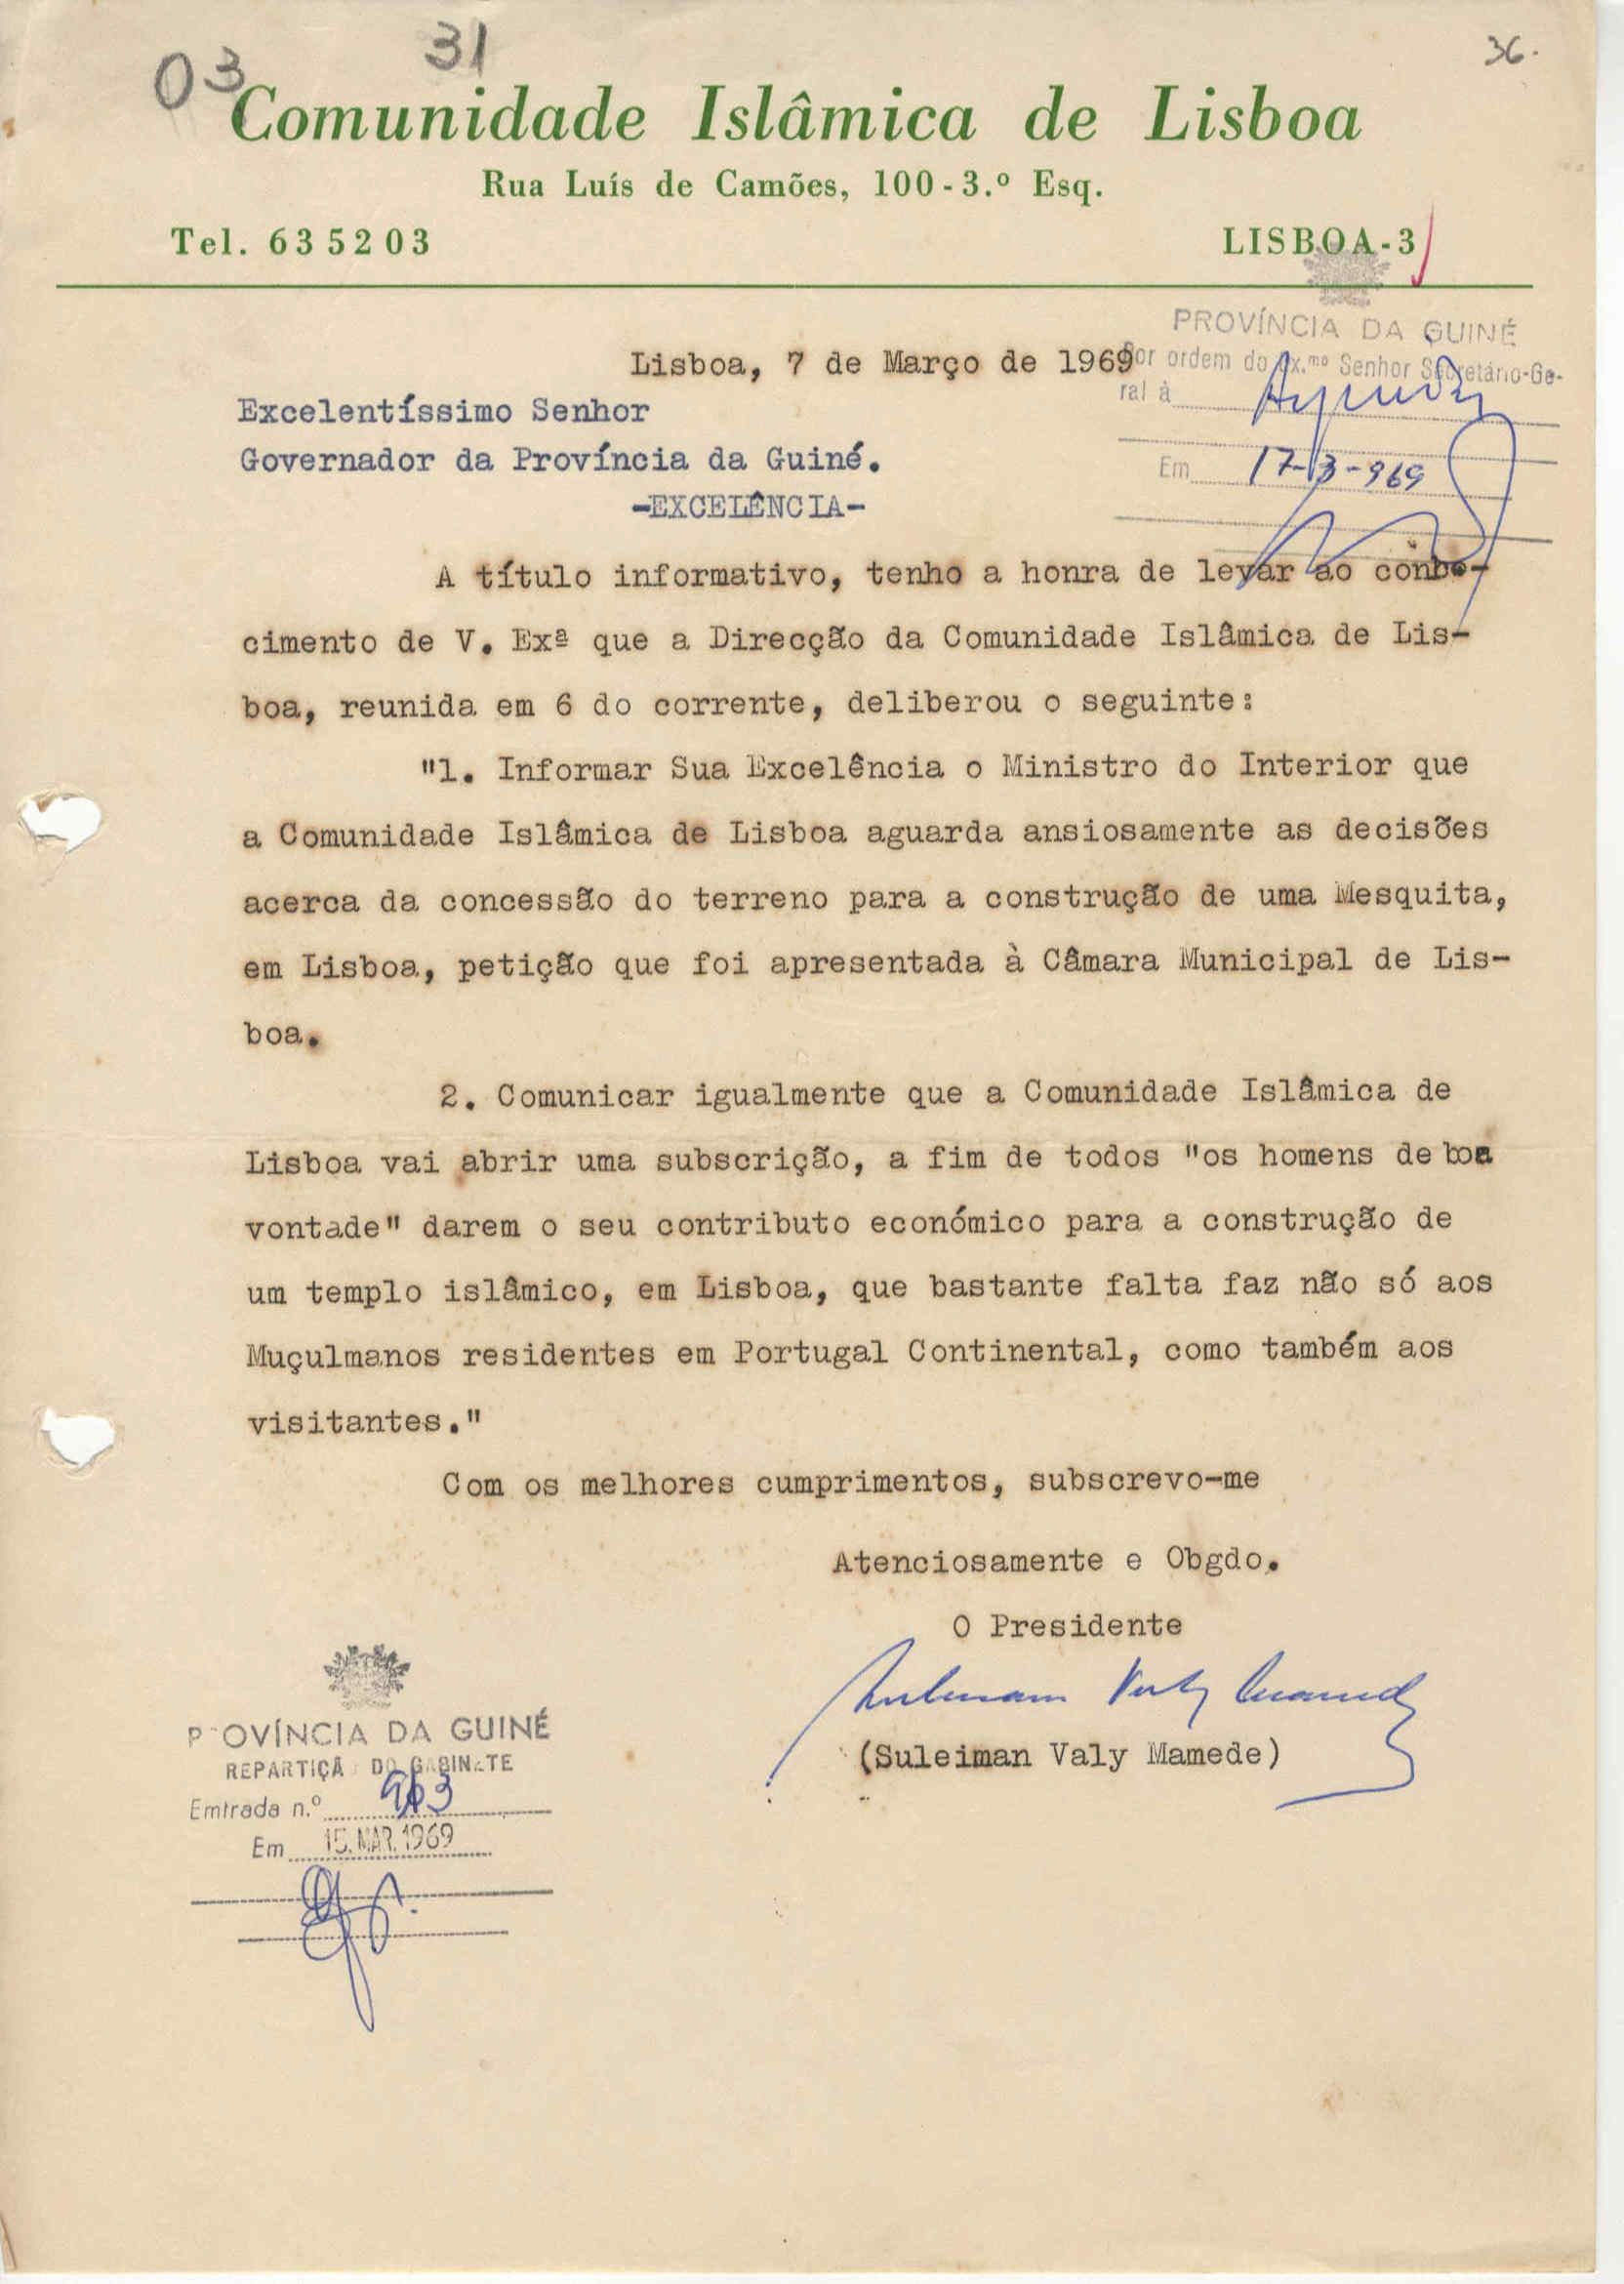 03 31 36.
Comunidade Islâmica de Lisboa
Rua Luís de Camões, 100-3.º Esq.
Tel. 635203 LISBOA-3
PROVÍNCIA DA GUINÉ
Por ordem do Ex.mo Senhor Secretário-Ge-
ral à
Em 17-3-969
Lisboa, 7 de Março de 1969
Excelentíssimo Senhor
Governador da Província da Guiné.
-EXCELÊNCIA-
A título informativo, tenho a honra de levar ao conhe-
cimento de V. Exª que a Direcção da Comunidade Islâmica de Lis-
boa, reunida em 6 do corrente, deliberou o seguinte:
"1. Informar Sua Excelência o Ministro do Interior que
a Comunidade Islâmica de Lisboa aguarda ansiosamente as decisões
acerca da concessão do terreno para a construção de uma Mesquita,
em Lisboa, petição que foi apresentada à Câmara Municipal de Lis-
boa.
2. Comunicar igualmente que a Comunidade Islâmica de
Lisboa vai abrir uma subscrição, a fim de todos "os homens de boa
vontade" darem o seu contributo económico para a construção de
um templo islâmico, em Lisboa, que bastante falta faz não só aos
Muçulmanos residentes em Portugal Continental, como também aos
visitantes."
Com os melhores cumprimentos, subscrevo-me
Atenciosamente e Obgdo.
O Presidente
Suleiman Valy Mamede
(Suleiman Valy Mamede)
PROVÍNCIA DA GUINÉ
REPARTIÇÃO DO GABINETE
Entrada n.º 963
Em 15. MAR. 1969